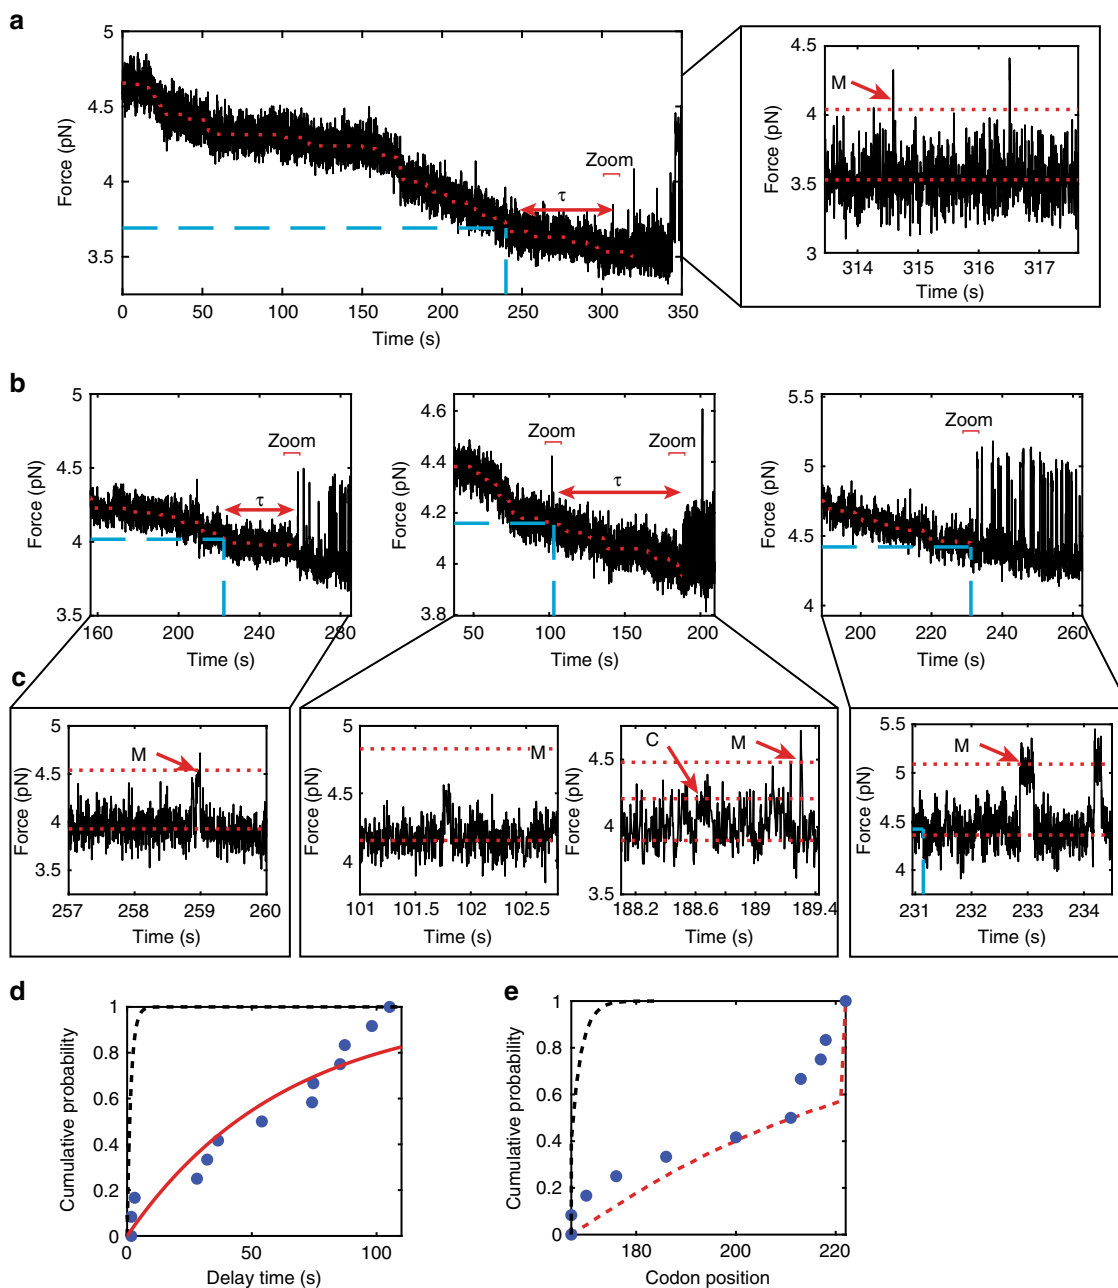 a
5
4.5
4
3.5
Force (pN)
0
50
100
150
200
250
300
350
Time (s)
Zoom
τ
4.5
4
3.5
3
Force (pN)
M
314
315
316
317
Time (s)
b
5
4.5
4
3.5
Force (pN)
Zoom
τ
160
200
220
260
280
Time (s)
4.6
4.4
4.2
4
3.8
Force (pN)
Zoom
Zoom
τ
50
100
150
200
Time (s)
5.5
5
4.5
4
Force (pN)
Zoom
200
220
240
260
Time (s)
c
5
4.5
4
3.5
Force (pN)
M
257
258
259
260
Time (s)
5
4.5
4
Force (pN)
M
101
101.5
102
102.5
Time (s)
5
4.5
4
3.5
Force (pN)
C
M
188.2
188.6
189
189.4
Time (s)
5.5
5
4.5
4
Force (pN)
M
231
232
233
234
Time (s)
d
1
0.8
0.6
0.4
0.2
0
Cumulative probability
0
50
100
Delay time (s)
e
1
0.8
0.6
0.4
0.2
0
Cumulative probability
180
200
220
Codon position